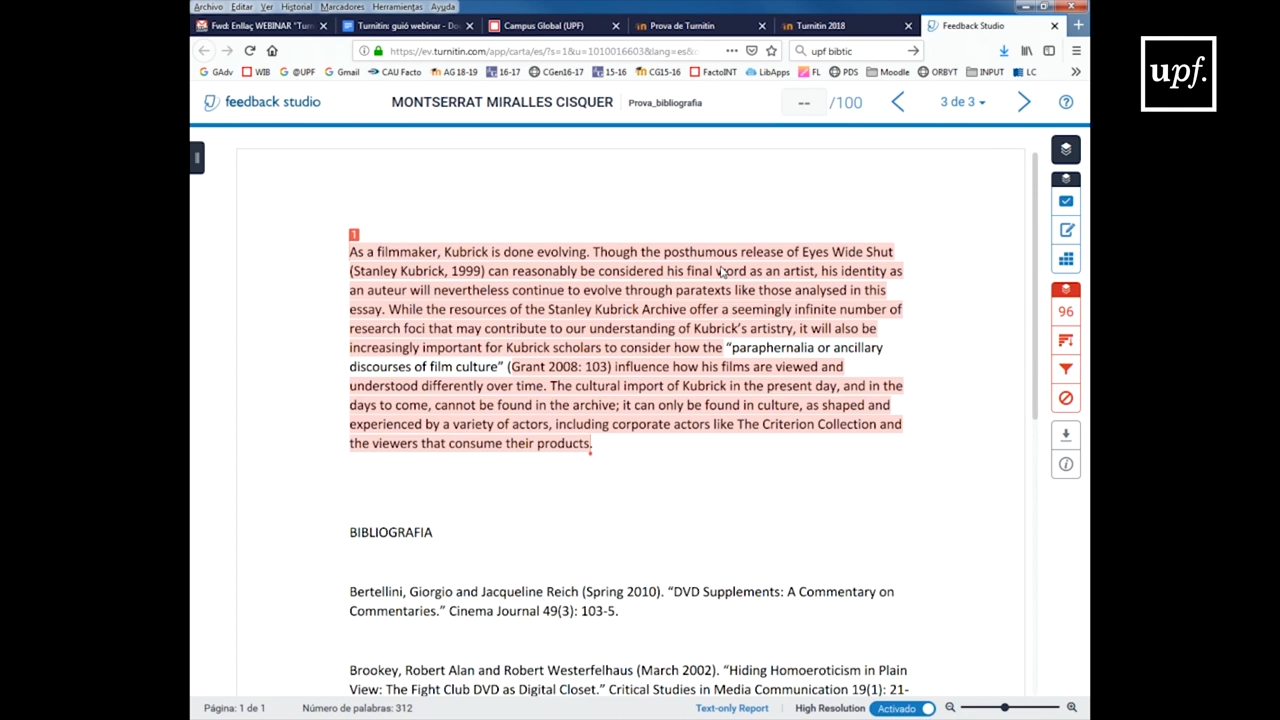 Archivo Editar Ver Historial Marcadores Herramientas Ayuda
Fwd: Enllaç WEBINAR "Turn
Turnitin: guió webinar - Doc
Campus Global (UPF)
Prova de Turnitin
Turnitin 2018
Feedback Studio
https://ev.turnitin.com/app/carta/es/?s=1&u=1010016603&lang=es&
upf bibtic
GAdv WIB @UPF Gmail CAU Facto AG 18-19 16-17 CGen16-17 15-16 CG15-16 FactoINT LibApps FL PDS Moodle ORBYT INPUT LC
upf.
feedback studio
MONTSERRAT MIRALLES CISQUER
Prova_bibliografia
-- /100
3 de 3
1
As a filmmaker, Kubrick is done evolving. Though the posthumous release of Eyes Wide Shut
(Stanley Kubrick, 1999) can reasonably be considered his final word as an artist, his identity as
an auteur will nevertheless continue to evolve through paratexts like those analysed in this
essay. While the resources of the Stanley Kubrick Archive offer a seemingly infinite number of
research foci that may contribute to our understanding of Kubrick's artistry, it will also be
increasingly important for Kubrick scholars to consider how the “paraphernalia or ancillary
discourses of film culture” (Grant 2008: 103) influence how his films are viewed and
understood differently over time. The cultural import of Kubrick in the present day, and in the
days to come, cannot be found in the archive; it can only be found in culture, as shaped and
experienced by a variety of actors, including corporate actors like The Criterion Collection and
the viewers that consume their products.
96
BIBLIOGRAFIA
Bertellini, Giorgio and Jacqueline Reich (Spring 2010). “DVD Supplements: A Commentary on
Commentaries.” Cinema Journal 49(3): 103-5.
Brookey, Robert Alan and Robert Westerfelhaus (March 2002). “Hiding Homoeroticism in Plain
View: The Fight Club DVD as Digital Closet.” Critical Studies in Media Communication 19(1): 21-
Página: 1 de 1
Número de palabras: 312
Text-only Report
High Resolution
Activado